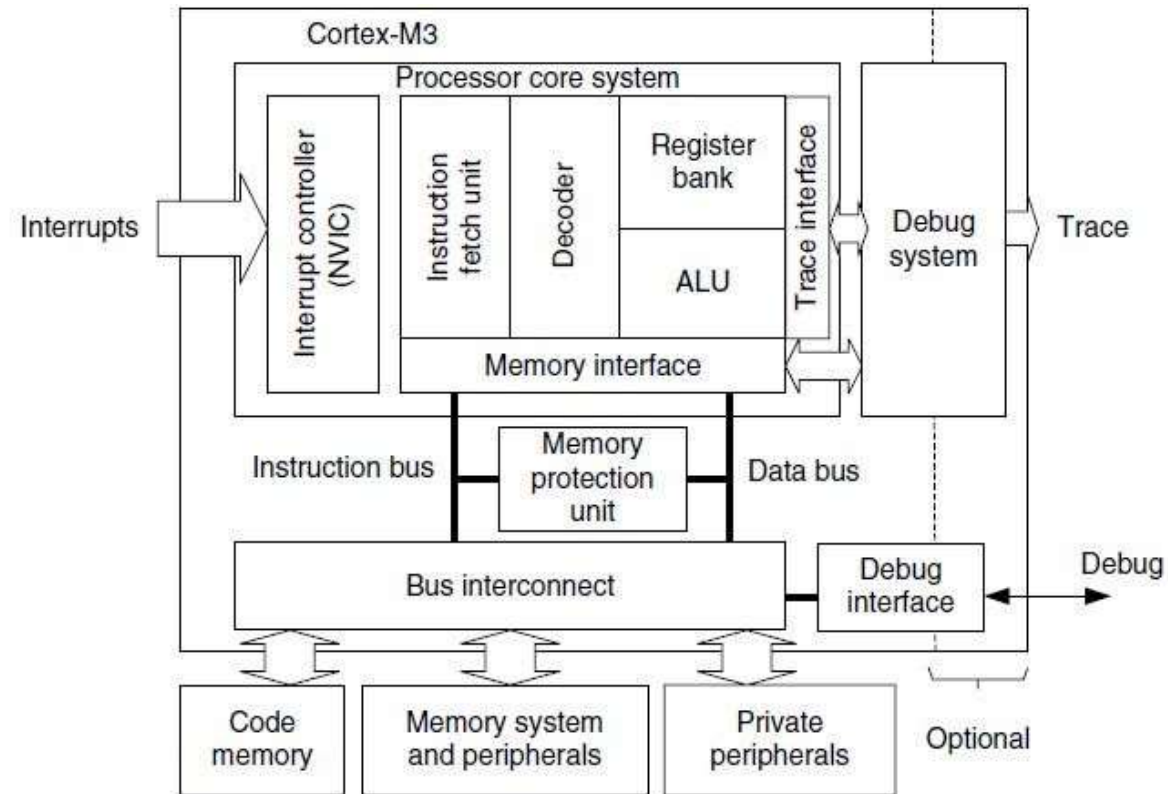 Cortex-M3
Processor core system
Interrupts
Interrupt controller
(NVIC)
Instruction
fetch unit
Decoder
Register
bank
ALU
Trace interface
Memory interface
Debug
system
Trace
Instruction bus
Memory
protection
unit
Data bus
Bus interconnect
Debug
interface
Debug
Code
memory
Memory system
and peripherals
Private
peripherals
Optional